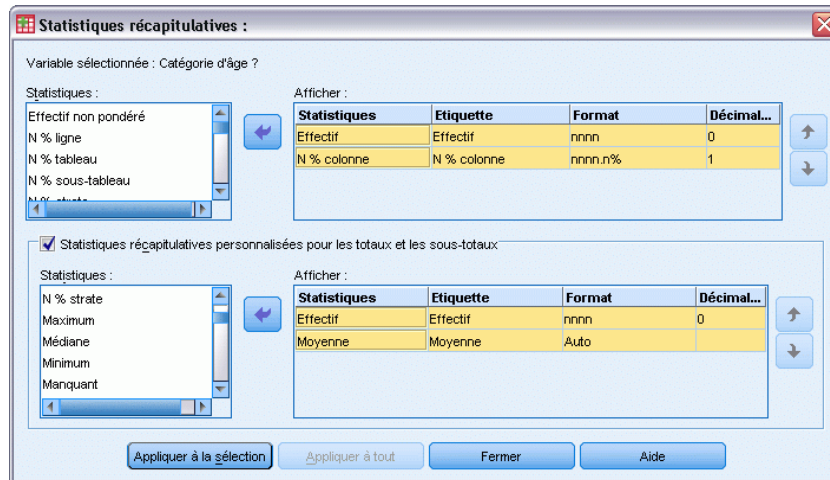 Statistiques récapitulatives :
Variable sélectionnée : Catégorie d'âge ?
Statistiques :
Effectif non pondéré
N % ligne
N % tableau
N % sous-tableau
N % strate
Afficher :
Statistiques Etiquette Format Décimal...
Effectif Effectif nnnn 0
N % colonne N % colonne nnnn.n% 1
Statistiques récapitulatives personnalisées pour les totaux et les sous-totaux
Statistiques :
N % strate
Maximum
Médiane
Minimum
Manquant
Afficher :
Statistiques Etiquette Format Décimal...
Effectif Effectif nnnn 0
Moyenne Moyenne Auto
Appliquer à la sélection Appliquer à tout Fermer Aide